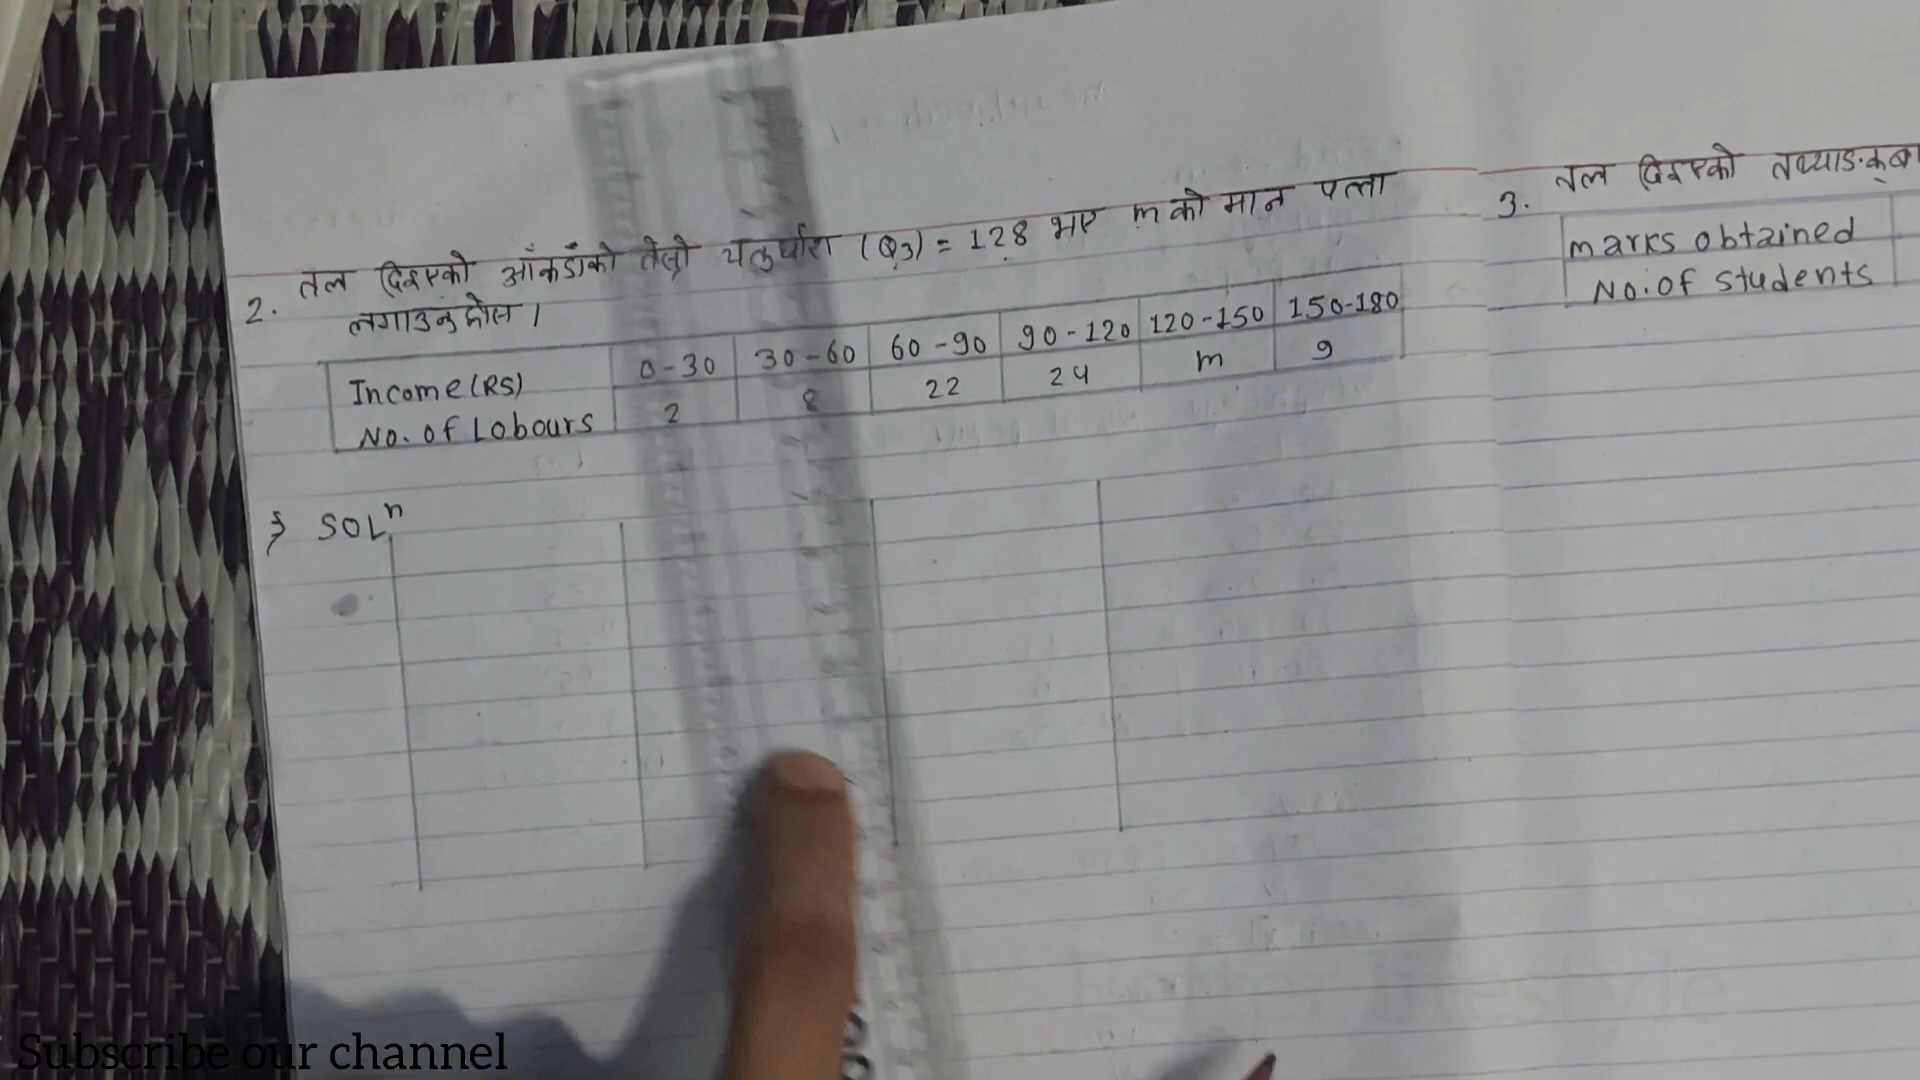 2. तल दिइएको आँकडाँको तेस्रो चतुर्थांश (Q3) = 128 भए m को मान पत्ता
लगाउनुहोस ।
Income(RS) 0-30 30-60 60-90 90-120 120-150 150-180
No. of Lobours 2 8 22 24 m 9
SOLn
3. तल दिइएको
marks obtained
No. of students
Subscribe our channel